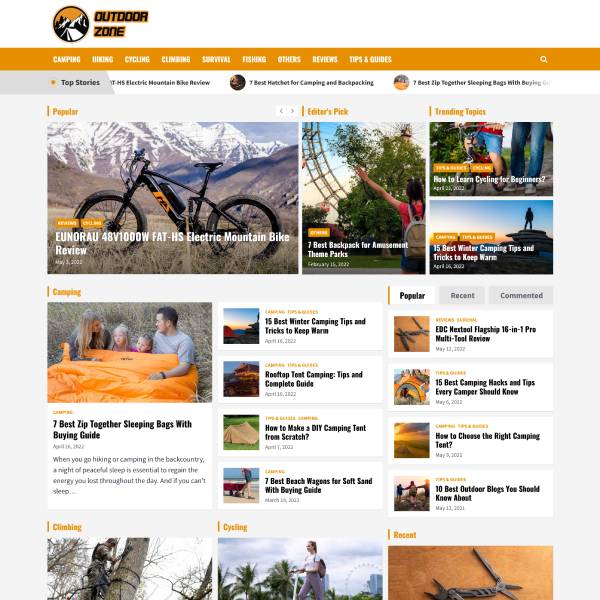 OUTDOOR
ZONE
CAMPING HIKING CYCLING CLIMBING SURVIVAL FISHING OTHERS REVIEWS TIPS & GUIDES
Top Stories
T-HS Electric Mountain Bike Review
7 Best Hatchet for Camping and Backpacking
7 Best Zip Together Sleeping Bags With Buying
Popular
REVIEWS CYCLING
EUNORAU 48V1000W FAT-HS Electric Mountain Bike
Review
May 3, 2022
Editor's Pick
OTHERS
7 Best Backpack for Amusement
Theme Parks
February 15, 2022
Trending Topics
TIPS & GUIDES CYCLING
How to Learn Cycling for Beginners?
April 23, 2022
CAMPING TIPS & GUIDES
15 Best Winter Camping Tips and
Tricks to Keep Warm
April 16, 2022
Camping
CAMPING
7 Best Zip Together Sleeping Bags With
Buying Guide
April 26, 2022
When you go hiking or camping in the backcountry,
a night of peaceful sleep is essential to regain the
energy you lost throughout the day. And if you can't
sleep…
CAMPING TIPS & GUIDES
15 Best Winter Camping Tips and
Tricks to Keep Warm
April 16, 2022
CAMPING TIPS & GUIDES
Rooftop Tent Camping: Tips and
Complete Guide
April 10, 2022
TIPS & GUIDES CAMPING
How to Make a DIY Camping Tent
from Scratch?
April 7, 2022
CAMPING
7 Best Beach Wagons for Soft Sand
With Buying Guide
March 16, 2022
Popular Recent Commented
REVIEWS SURVIVAL
EDC Nextool Flagship 16-in-1 Pro
Multi-Tool Review
May 12, 2022
TIPS & GUIDES
15 Best Camping Hacks and Tips
Every Camper Should Know
May 6, 2022
CAMPING TIPS & GUIDES
How to Choose the Right Camping
Tent?
TIPS & GUIDES
10 Best Outdoor Blogs You Should
Know About
Climbing
Cycling
Recent